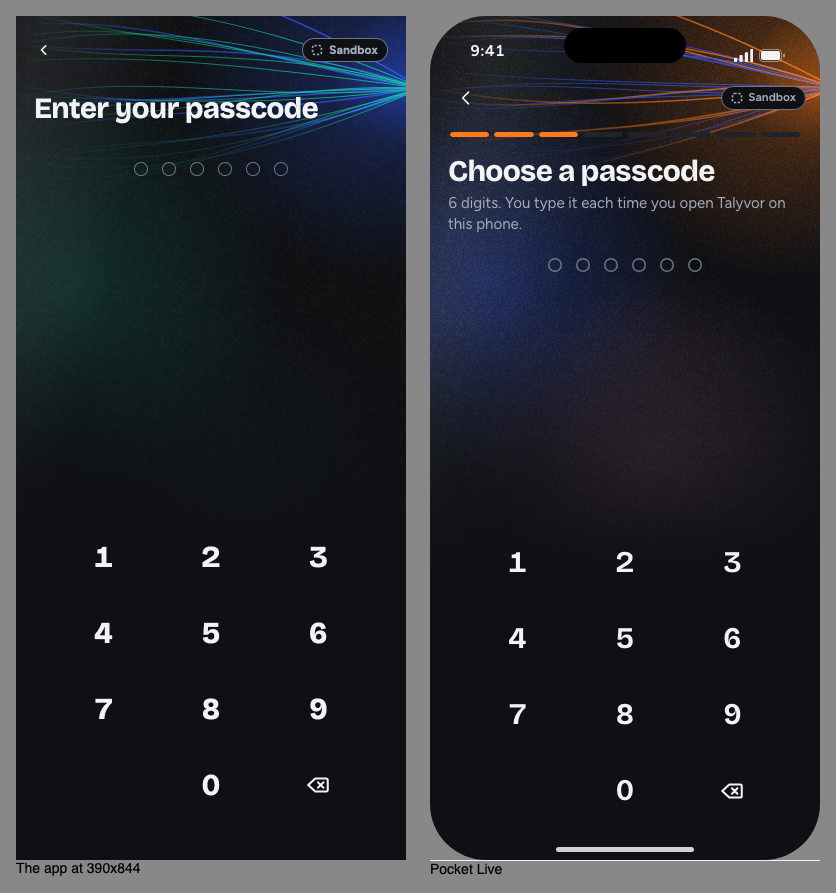 Sandbox
Enter your passcode
1 2 3
4 5 6
7 8 9
0
The app at 390x844
9:41
Sandbox
Choose a passcode
6 digits. You type it each time you open Talyvor on
this phone.
1 2 3
4 5 6
7 8 9
0
Pocket Live